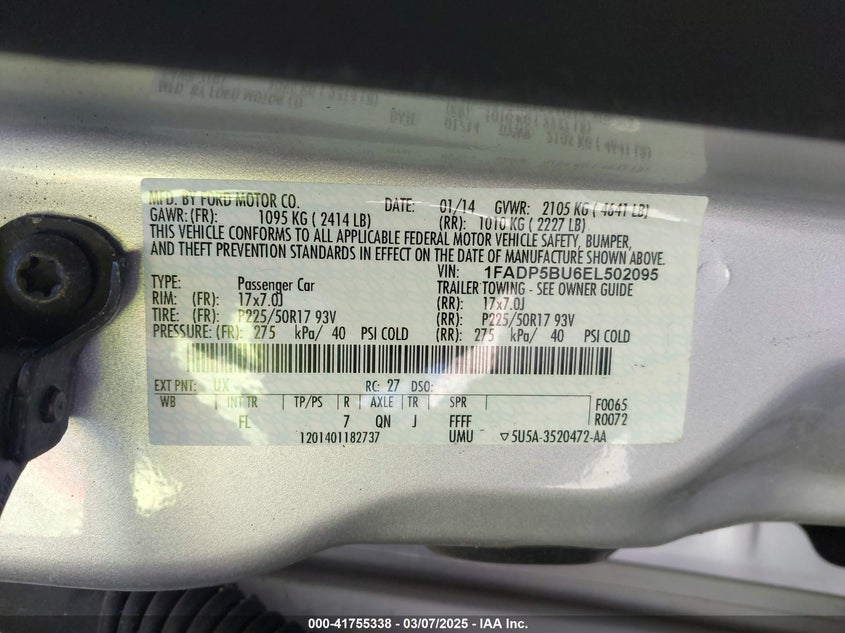 MFD. BY FORD MOTOR CO. DATE: 01/14 GVWR: 2105 KG ( 4641 LB)
GAWR: (FR): 1095 KG ( 2414 LB) (RR): 1010 KG ( 2227 LB)
THIS VEHICLE CONFORMS TO ALL APPLICABLE FEDERAL MOTOR VEHICLE SAFETY, BUMPER,
AND THEFT PREVENTION STANDARDS IN EFFECT ON THE DATE OF MANUFACTURE SHOWN ABOVE.
VIN: 1FADP5BU6EL502095
TYPE: Passenger Car TRAILER TOWING - SEE OWNER GUIDE
RIM: (FR): 17x7.0J (RR): 17x7.0J
TIRE: (FR): P225/50R17 93V (RR): P225/50R17 93V
PRESSURE: (FR): 275 kPa/ 40 PSI COLD (RR): 275 kPa/ 40 PSI COLD
EXT PNT: UX RC: 27 DSO:
WB INT TR TP/PS R AXLE TR SPR F0065
FL 7 QN J FFFF R0072
1201401182737 UMU ▽5U5A-3520472-AA
000-41755338 - 03/07/2025 - IAA Inc.